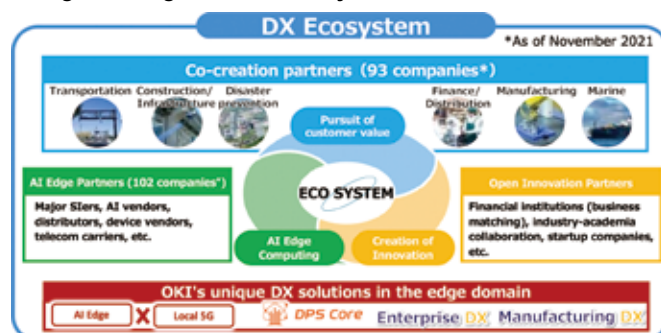 DX Ecosystem
*As of November 2021
Co-creation partners (93 companies*)
Transportation
Construction/
Infrastructure
Disaster
prevention
Finance/
Distribution
Manufacturing
Marine
Pursuit of
customer value
AI Edge Partners (102 companies*)
Major SIers, AI vendors,
distributors, device vendors,
telecom carriers, etc.
ECO SYSTEM
Open Innovation Partners
Financial institutions (business
matching), industry-academia
collaboration, startup companies,
etc.
AI Edge
Computing
Creation of
Innovation
OKI's unique DX solutions in the edge domain
AI Edge X Local 5G DPS Core Enterprise DX Manufacturing DX